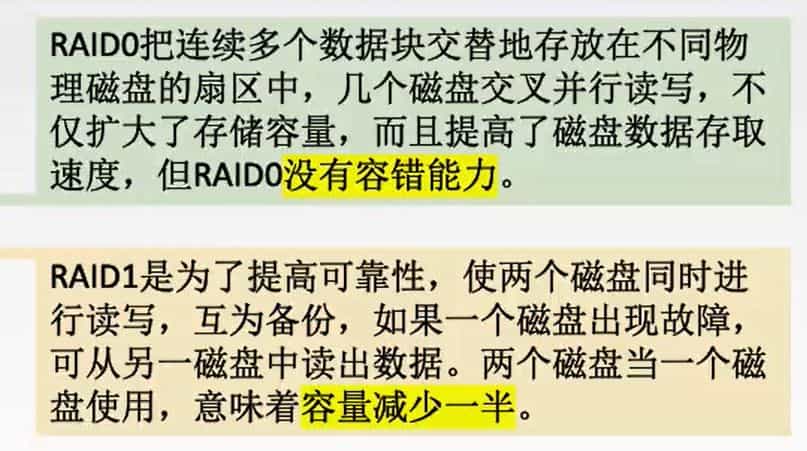 RAID0把连续多个数据块交替地存放在不同物
理磁盘的扇区中，几个磁盘交叉并行读写，不
仅扩大了存储容量，而且提高了磁盘数据存取
速度，但RAID0没有容错能力。
RAID1是为了提高可靠性，使两个磁盘同时进
行读写，互为备份，如果一个磁盘出现故障，
可从另一磁盘中读出数据。两个磁盘当一个磁
盘使用，意味着容量减少一半。